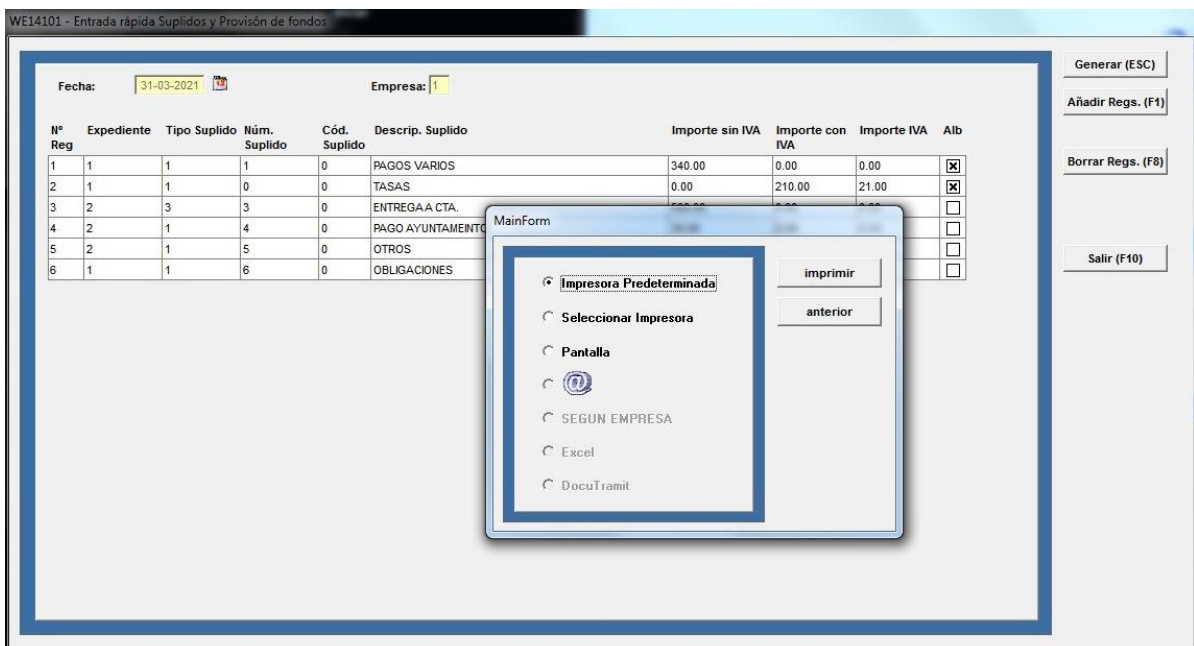 WE14101 - Entrada rápida Suplidos y Provisón de fondos
Fecha: 31-03-2021 Empresa: 1
Generar (ESC)
Añadir Regs. (F1)
Borrar Regs. (F8)
Salir (F10)
Nº Reg Expediente Tipo Suplido Núm. Suplido Cód. Suplido Descrip. Suplido Importe sin IVA Importe con IVA Importe IVA Alb
1 1 1 1 0 PAGOS VARIOS 340.00 0.00 0.00
2 1 1 0 0 TASAS 0.00 210.00 21.00
3 2 3 3 0 ENTREGA A CTA.
4 2 1 4 0 PAGO AYUNTAMEINTO
5 2 1 5 0 OTROS
6 1 1 6 0 OBLIGACIONES
MainForm
Impresora Predeterminada
Seleccionar Impresora
Pantalla
@
SEGUN EMPRESA
Excel
DocuTramit
imprimir
anterior